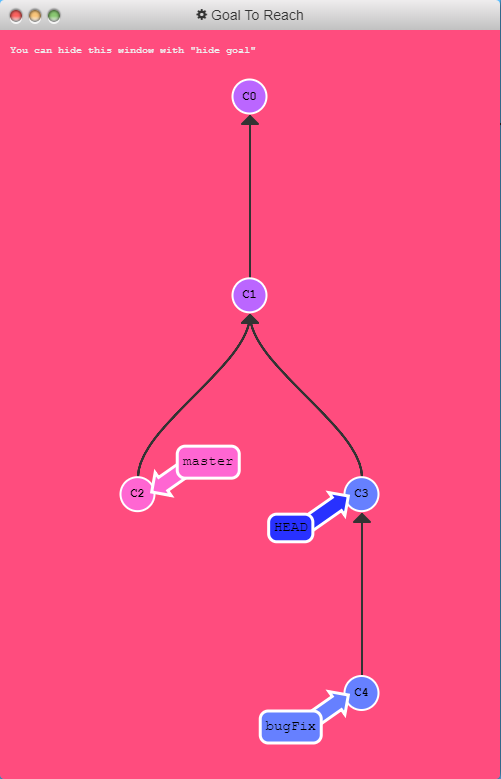 Goal To Reach
You can hide this window with "hide goal"
C0
C1
master
C2
C3
HEAD
C4
bugFix